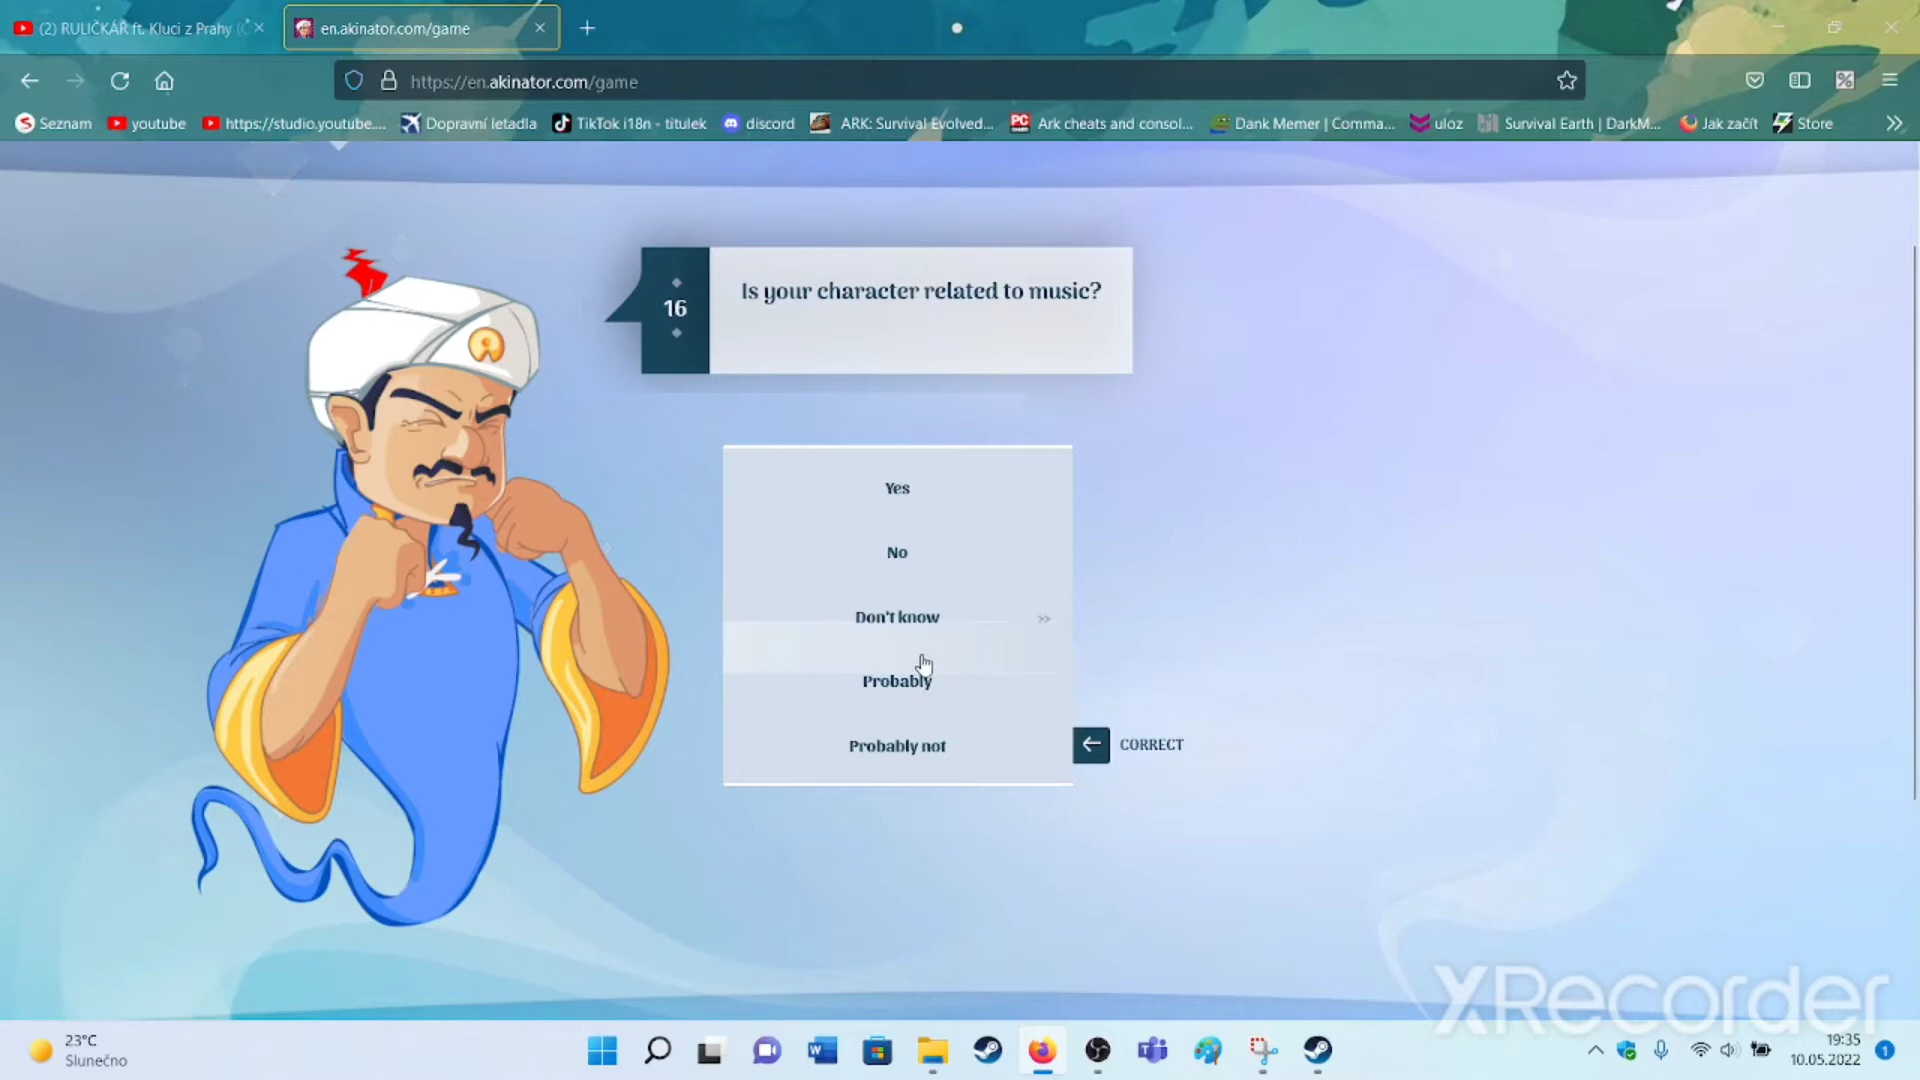 (2) RULIČKÁŘ ft. Kluci z Prahy (
en.akinator.com/game
https://en.akinator.com/game
Seznam
youtube
https://studio.youtube....
Dopravní letadla
TikTok i18n - titulek
discord
ARK: Survival Evolved...
Ark cheats and consol...
Dank Memer | Comma...
uloz
Survival Earth | DarkM...
Jak začít
Store
16
Is your character related to music?
Yes
No
Don't know
Probably
Probably not
CORRECT
XRecorder
23°C
Slunečno
19:35
10.05.2022
1